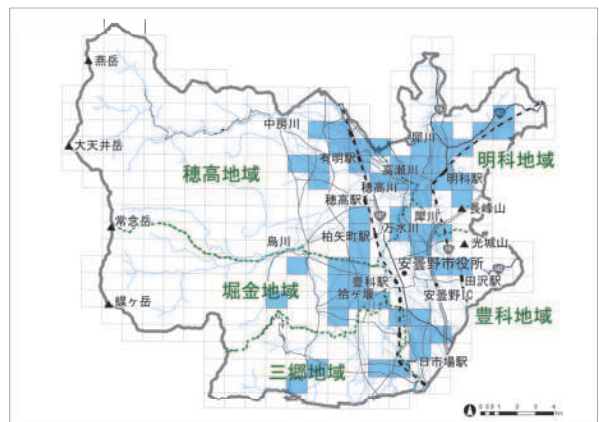 燕岳
中房川
犀川
大天井岳
有明駅
高瀬川
明科地域
穂高地域
穂高川
明科駅
穂高駅
犀川
長峰山
常念岳
柏矢町駅
万水川
烏川
光城山
安曇野市役所
豊科駅
田沢駅
堀金地域
拾ヶ堰
安曇野IC
蝶ヶ岳
豊科地域
三郷地域
一日市場駅